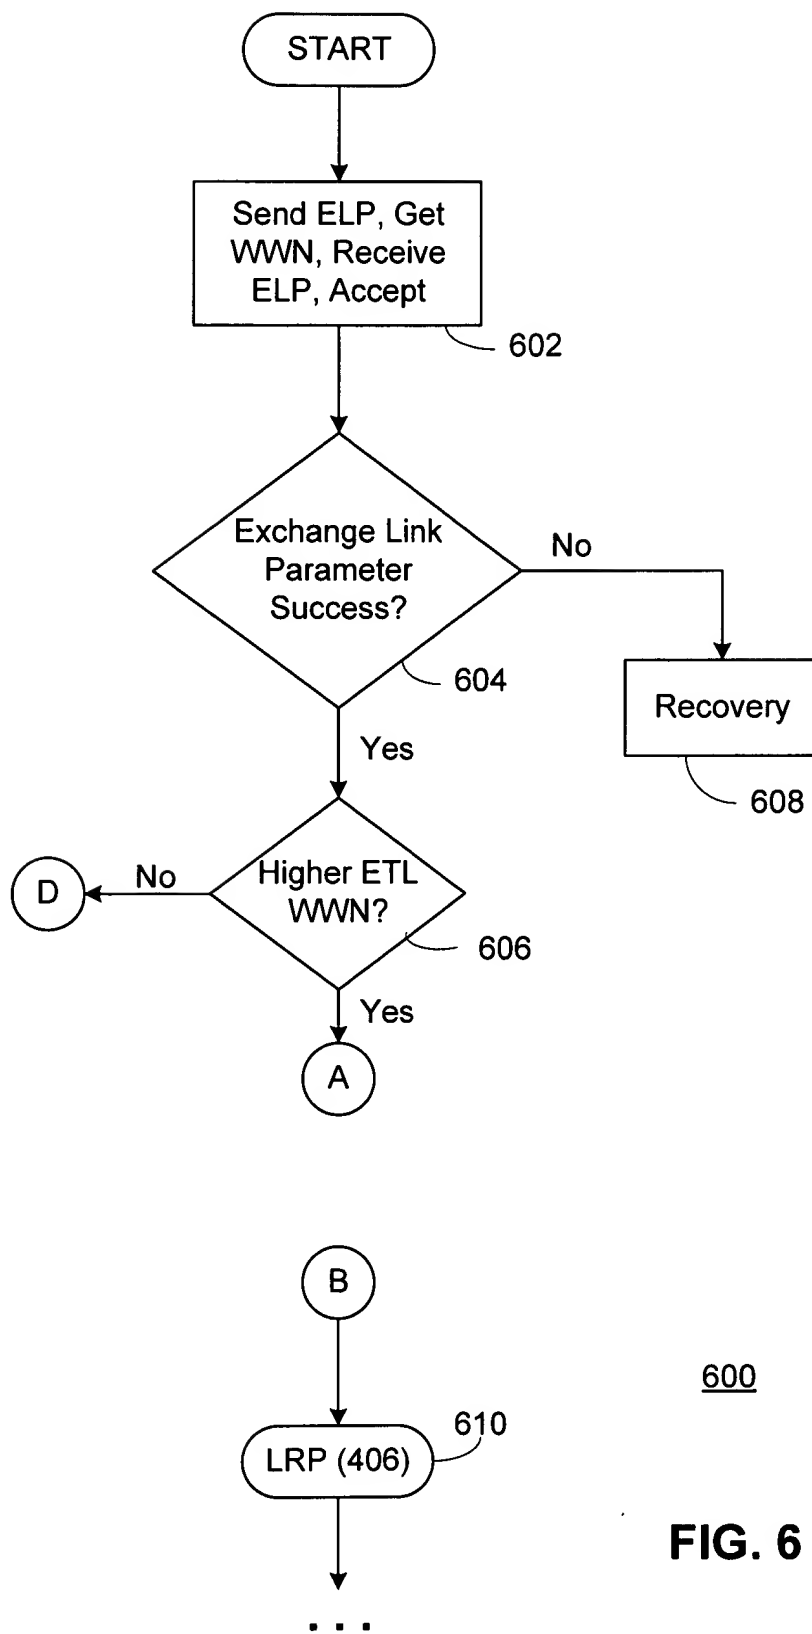 START
Send ELP, Get
WWN, Receive
ELP, Accept
602
Exchange Link
Parameter
Success?
No
604
Recovery
Yes
608
Higher ETL
WWN?
No
D
606
Yes
A
B
600
610
LRP (406)
FIG. 6
...